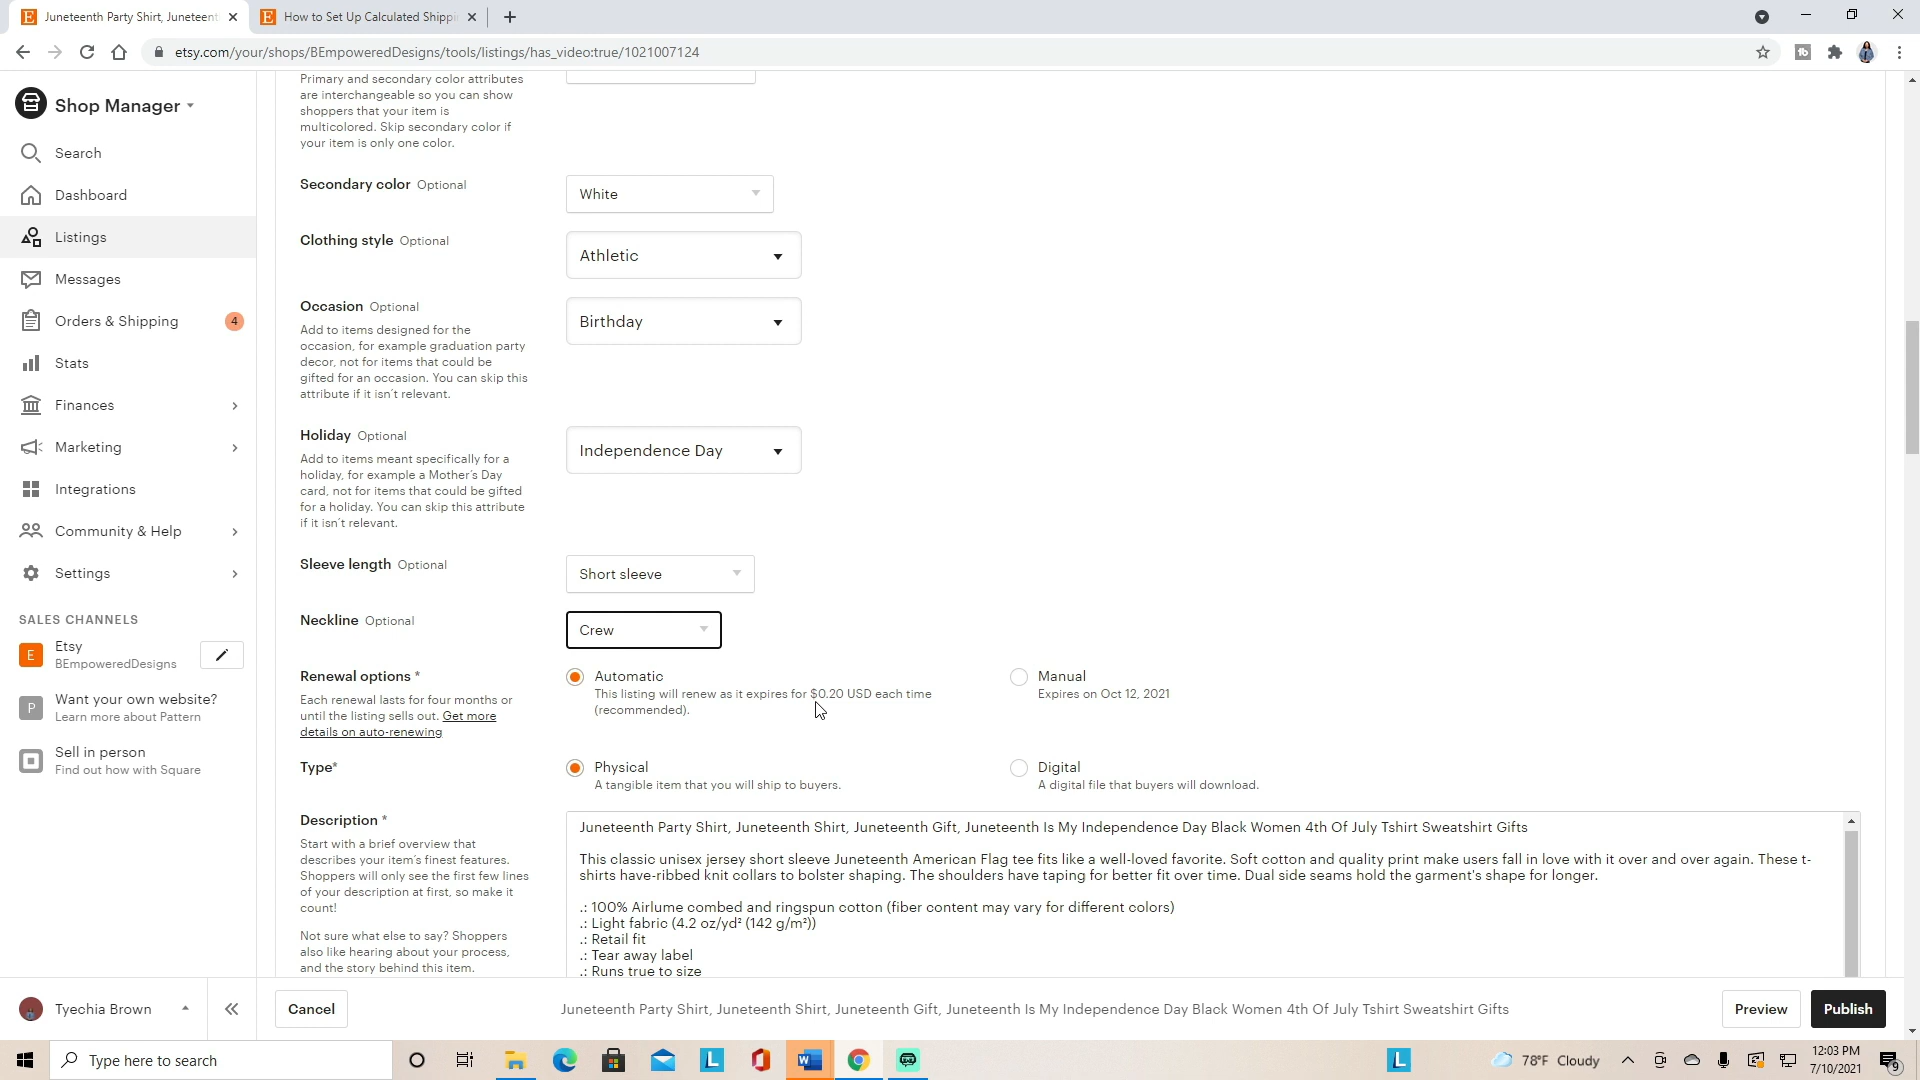 Juneteenth Party Shirt, Juneteent
How to Set Up Calculated Shippi
etsy.com/your/shops/BEmpoweredDesigns/tools/listings/has_video:true/1021007124
Shop Manager
Search
Dashboard
Listings
Messages
Orders & Shipping 4
Stats
Finances
Marketing
Integrations
Community & Help
Settings
SALES CHANNELS
E Etsy
BEmpoweredDesigns
P Want your own website?
Learn more about Pattern
Sell in person
Find out how with Square
Tyechia Brown
Primary and secondary color attributes
are interchangeable so you can show
shoppers that your item is
multicolored. Skip secondary color if
your item is only one color.
Secondary color Optional
White
Clothing style Optional
Athletic
Occasion Optional
Birthday
Add to items designed for the
occasion, for example graduation party
decor, not for items that could be
gifted for an occasion. You can skip this
attribute if it isn't relevant.
Holiday Optional
Independence Day
Add to items meant specifically for a
holiday, for example a Mother's Day
card, not for items that could be gifted
for a holiday. You can skip this attribute
if it isn't relevant.
Sleeve length Optional
Short sleeve
Neckline Optional
Crew
Renewal options *
Each renewal lasts for four months or
until the listing sells out. Get more
details on auto-renewing
Automatic
This listing will renew as it expires for $0.20 USD each time
(recommended).
Manual
Expires on Oct 12, 2021
Type*
Physical
A tangible item that you will ship to buyers.
Digital
A digital file that buyers will download.
Description *
Start with a brief overview that
describes your item's finest features.
Shoppers will only see the first few lines
of your description at first, so make it
count!
Not sure what else to say? Shoppers
also like hearing about your process,
and the story behind this item.
Juneteenth Party Shirt, Juneteenth Shirt, Juneteenth Gift, Juneteenth Is My Independence Day Black Women 4th Of July Tshirt Sweatshirt Gifts
This classic unisex jersey short sleeve Juneteenth American Flag tee fits like a well-loved favorite. Soft cotton and quality print make users fall in love with it over and over again. These t-
shirts have-ribbed knit collars to bolster shaping. The shoulders have taping for better fit over time. Dual side seams hold the garment's shape for longer.
.: 100% Airlume combed and ringspun cotton (fiber content may vary for different colors)
.: Light fabric (4.2 oz/yd² (142 g/m²))
.: Retail fit
.: Tear away label
.: Runs true to size
Cancel
Juneteenth Party Shirt, Juneteenth Shirt, Juneteenth Gift, Juneteenth Is My Independence Day Black Women 4th Of July Tshirt Sweatshirt Gifts
Preview
Publish
Type here to search
78°F Cloudy
12:03 PM
7/10/2021
9